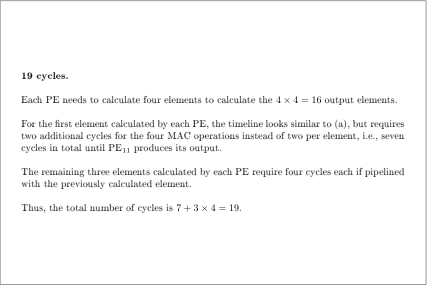 19 cycles.
Each PE needs to calculate four elements to calculate the 4 × 4 = 16 output elements.
For the first element calculated by each PE, the timeline looks similar to (a), but requires
two additional cycles for the four MAC operations instead of two per element, i.e., seven
cycles in total until PE₁₁ produces its output.
The remaining three elements calculated by each PE require four cycles each if pipelined
with the previously calculated element.
Thus, the total number of cycles is 7 + 3 × 4 = 19.